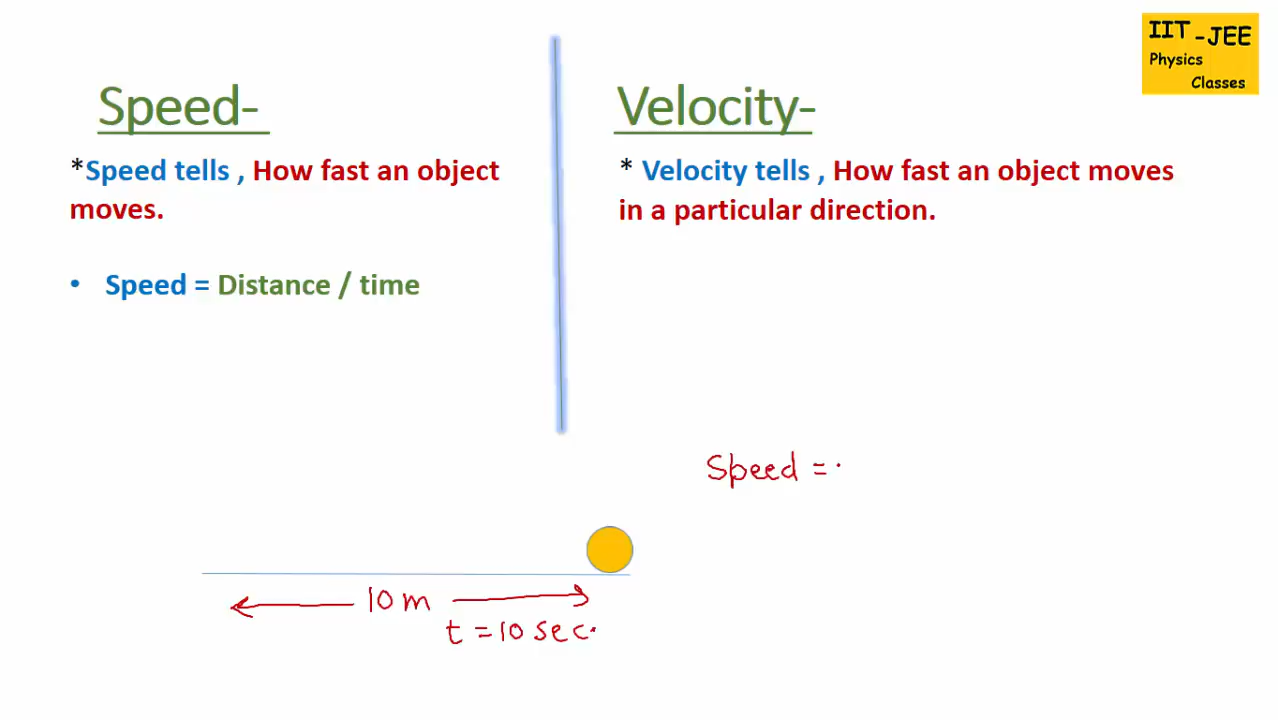 IIT -JEE
Physics
Classes
Speed-
*Speed tells , How fast an object
moves.
• Speed = Distance / time
Velocity-
* Velocity tells , How fast an object moves
in a particular direction.
Speed =
10 m
t = 10 sec.